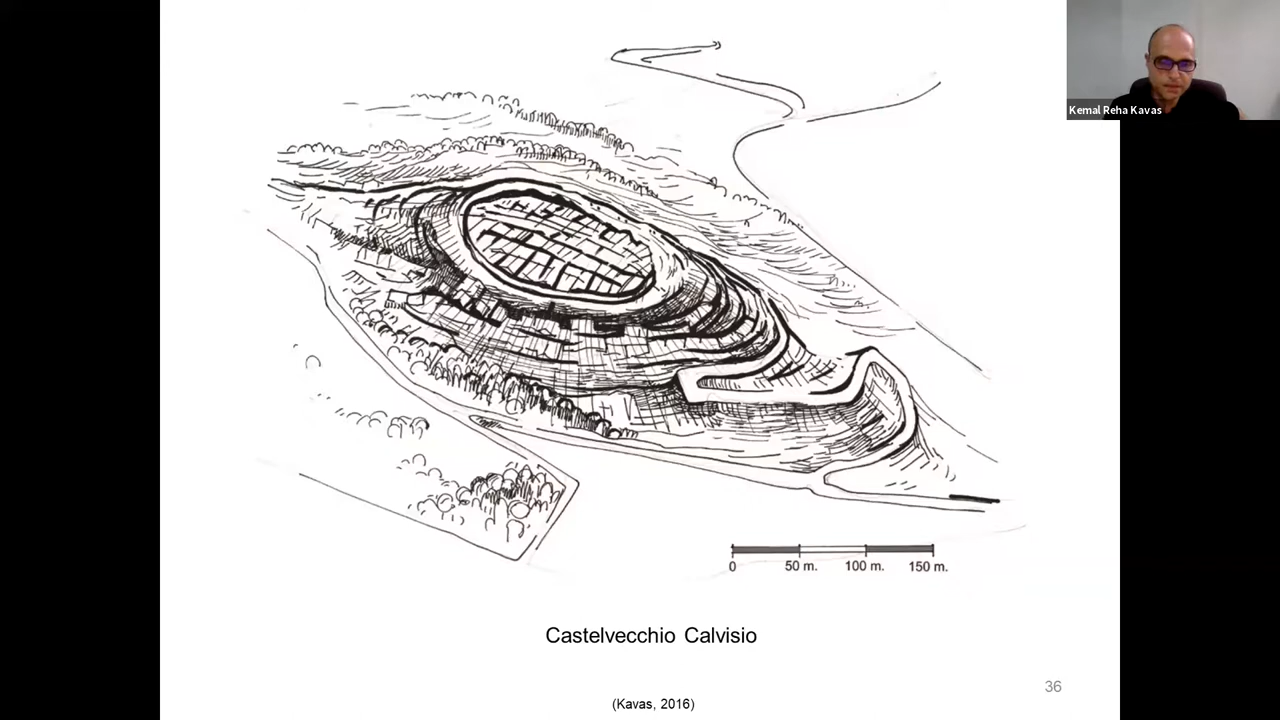 Kemal Reha Kavas
0 50 m. 100 m. 150 m.
Castelvecchio Calvisio
36
(Kavas, 2016)